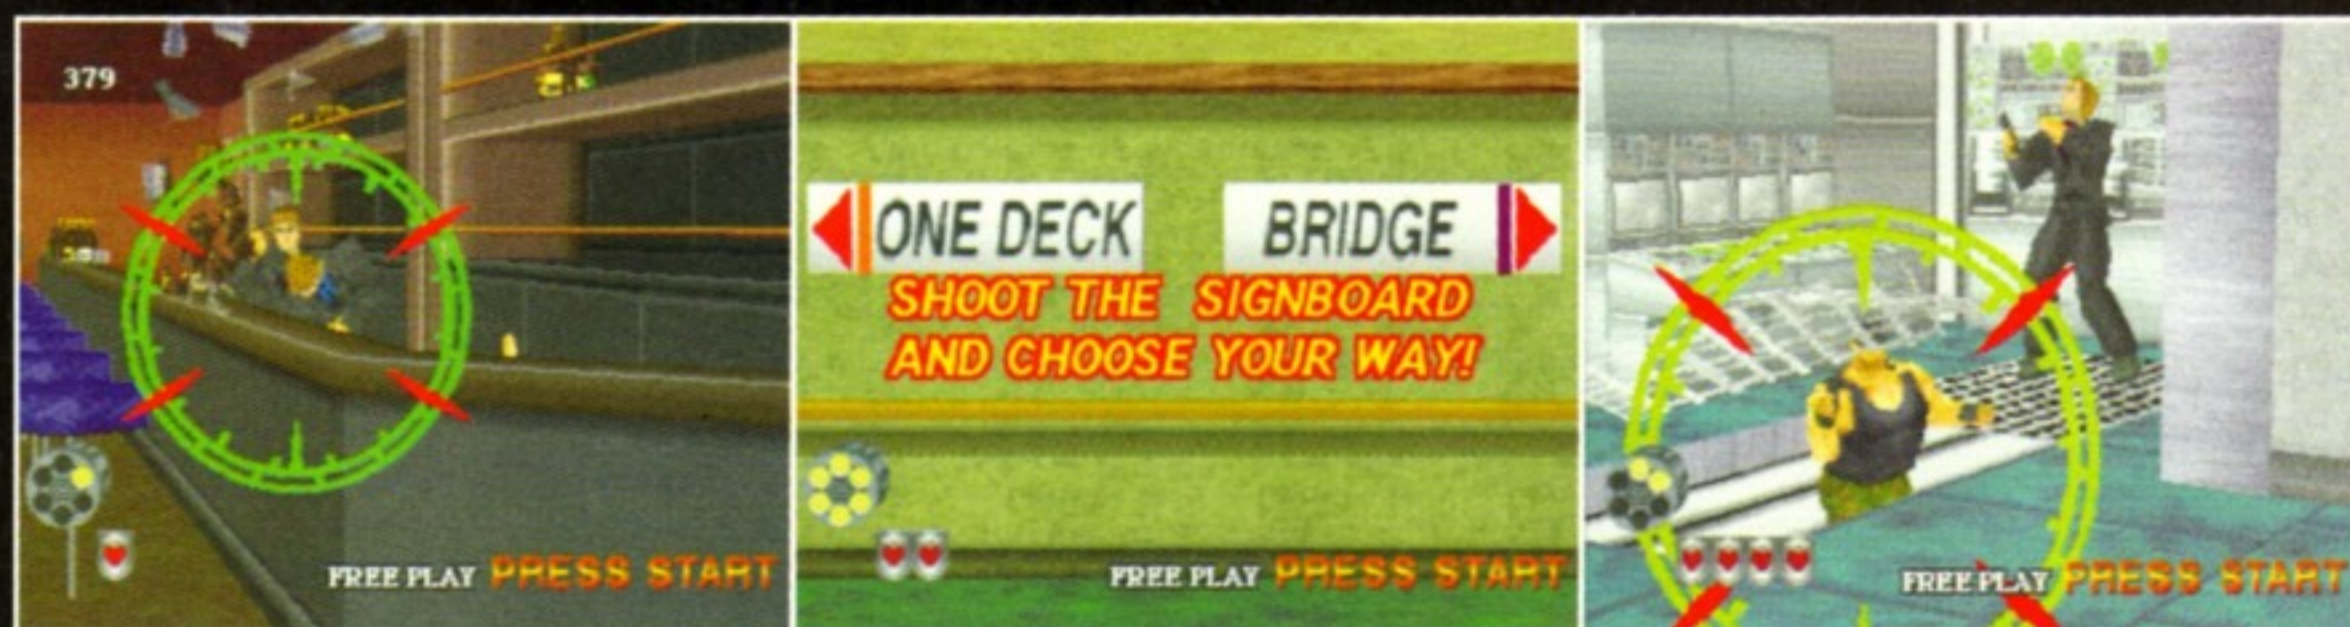 379
FREE PLAY PRESS START
ONE DECK
BRIDGE
SHOOT THE SIGNBOARD
AND CHOOSE YOUR WAY!
FREE PLAY PRESS START
FREE PLAY PRESS START